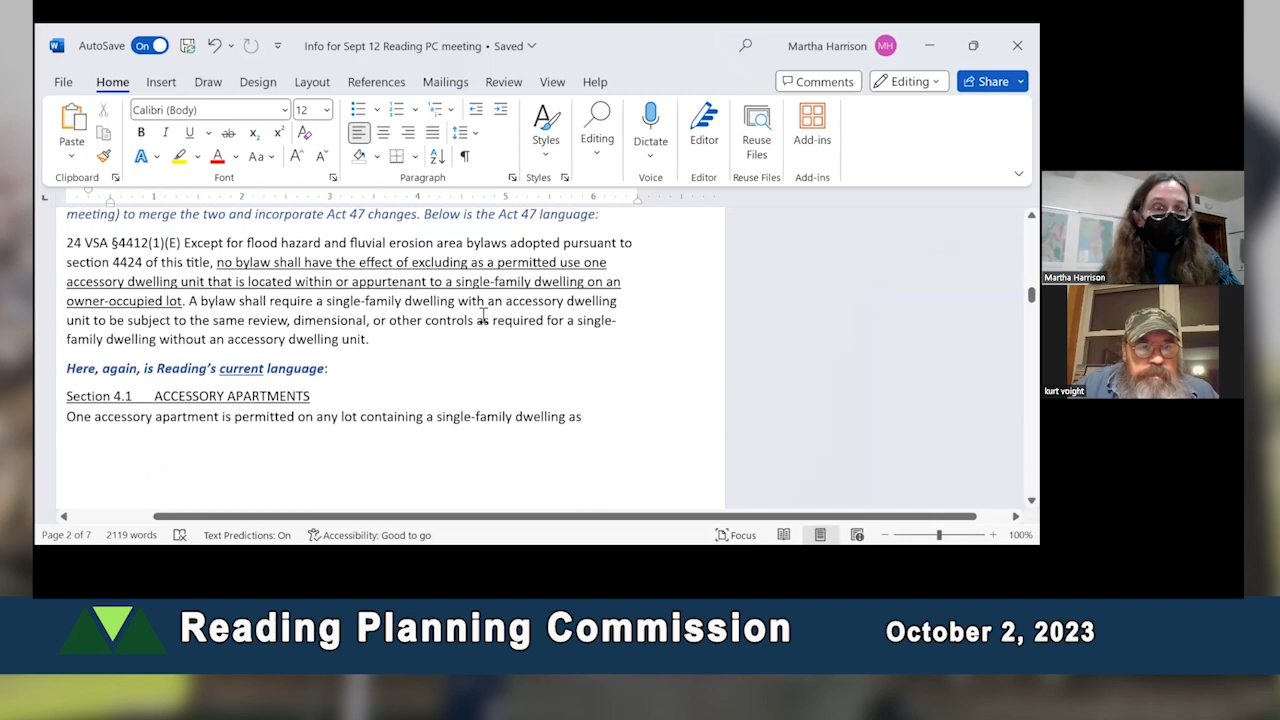 AutoSave On Info for Sept 12 Reading PC meeting • Saved Martha Harrison MH
File Home Insert Draw Design Layout References Mailings Review View Help Comments Editing Share
Paste
Calibri (Body) 12
B I U ab x₂ x²
A A Aa A A
Styles
Editing
Dictate
Editor
Reuse
Files
Add-ins
Clipboard Font Paragraph Styles Voice Editor Reuse Files Add-ins
1 2 3 4 5 6
meeting) to merge the two and incorporate Act 47 changes. Below is the Act 47 language:
24 VSA §4412(1)(E) Except for flood hazard and fluvial erosion area bylaws adopted pursuant to
section 4424 of this title, no bylaw shall have the effect of excluding as a permitted use one
accessory dwelling unit that is located within or appurtenant to a single-family dwelling on an
owner-occupied lot. A bylaw shall require a single-family dwelling with an accessory dwelling
unit to be subject to the same review, dimensional, or other controls as required for a single-
family dwelling without an accessory dwelling unit.
Here, again, is Reading's current language:
Section 4.1 ACCESSORY APARTMENTS
One accessory apartment is permitted on any lot containing a single-family dwelling as
Page 2 of 7 2119 words Text Predictions: On Accessibility: Good to go Focus 100%
Martha Harrison
kurt voight
Reading Planning Commission
October 2, 2023